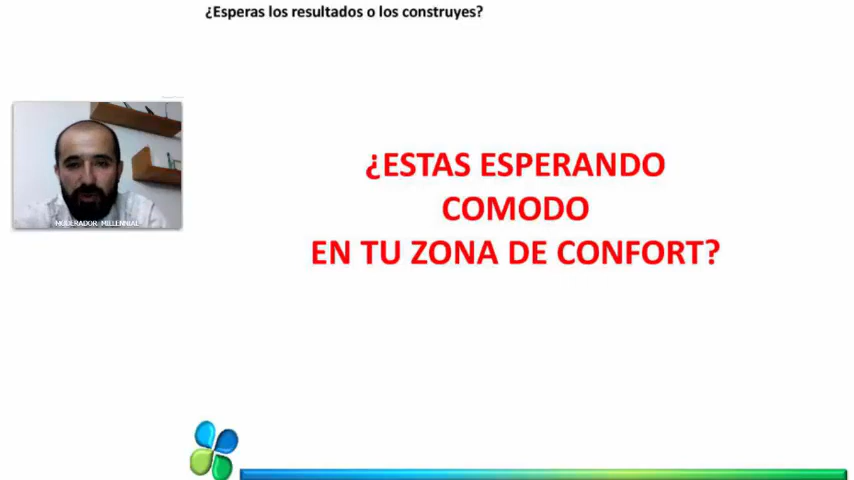 ¿Esperas los resultados o los construyes?
¿ESTAS ESPERANDO
COMODO
EN TU ZONA DE CONFORT?
MODERADOR MILLENNIAL